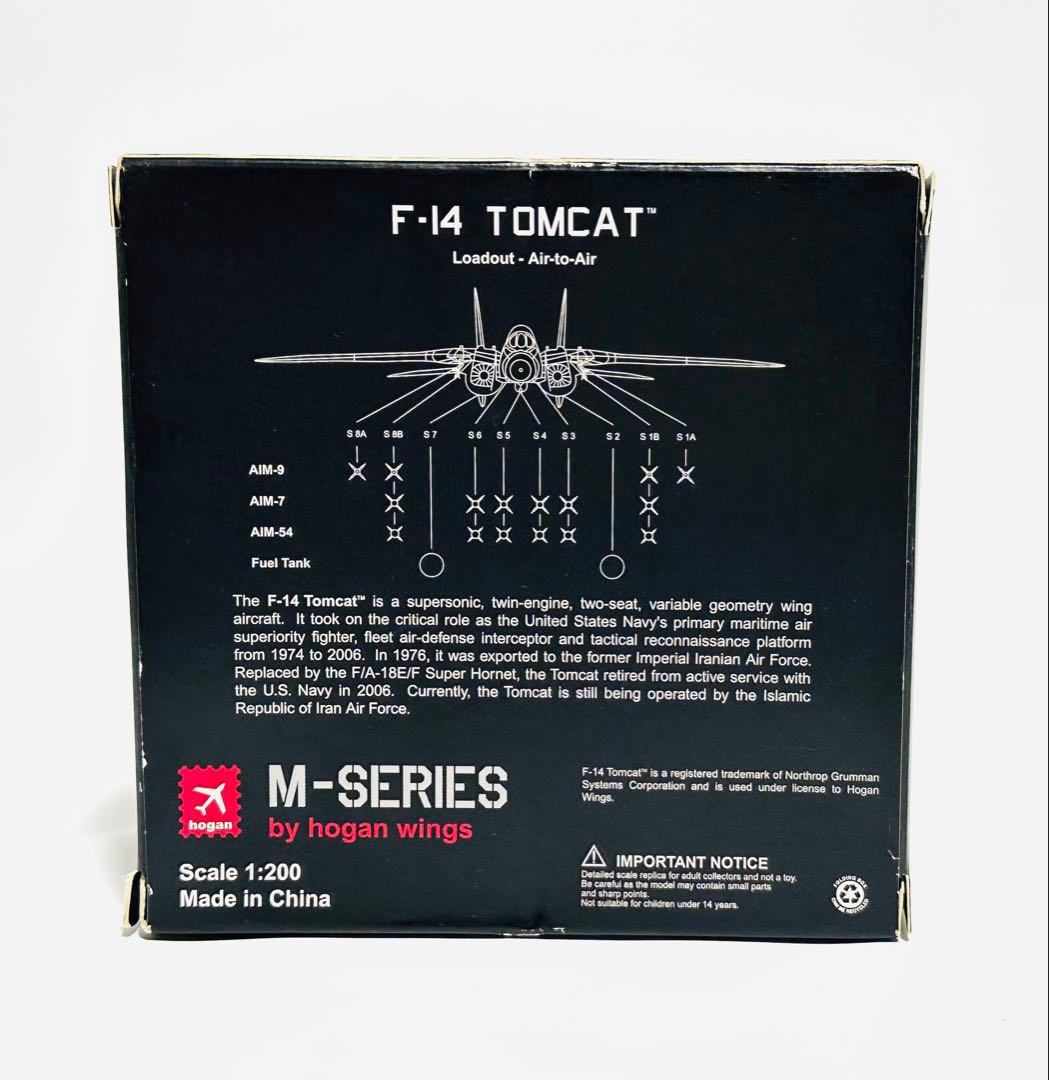 F-14 TOMCAT™
Loadout - Air-to-Air
S 8A S 8B S 7 S 6 S 5 S 4 S 3 S 2 S 1B S 1A
AIM-9
AIM-7
AIM-54
Fuel Tank
The F-14 Tomcat™ is a supersonic, twin-engine, two-seat, variable geometry wing
aircraft. It took on the critical role as the United States Navy's primary maritime air
superiority fighter, fleet air-defense interceptor and tactical reconnaissance platform
from 1974 to 2006. In 1976, it was exported to the former Imperial Iranian Air Force.
Replaced by the F/A-18E/F Super Hornet, the Tomcat retired from active service with
the U.S. Navy in 2006. Currently, the Tomcat is still being operated by the Islamic
Republic of Iran Air Force.
hogan
M-SERIES
by hogan wings
Scale 1:200
Made in China
F-14 Tomcat™ is a registered trademark of Northrop Grumman
Systems Corporation and is used under license to Hogan
Wings.
IMPORTANT NOTICE
Detailed scale replica for adult collectors and not a toy.
Be careful as the model may contain small parts
and sharp points.
Not suitable for children under 14 years.
FOLDING BOX
CAN BE RECYCLED